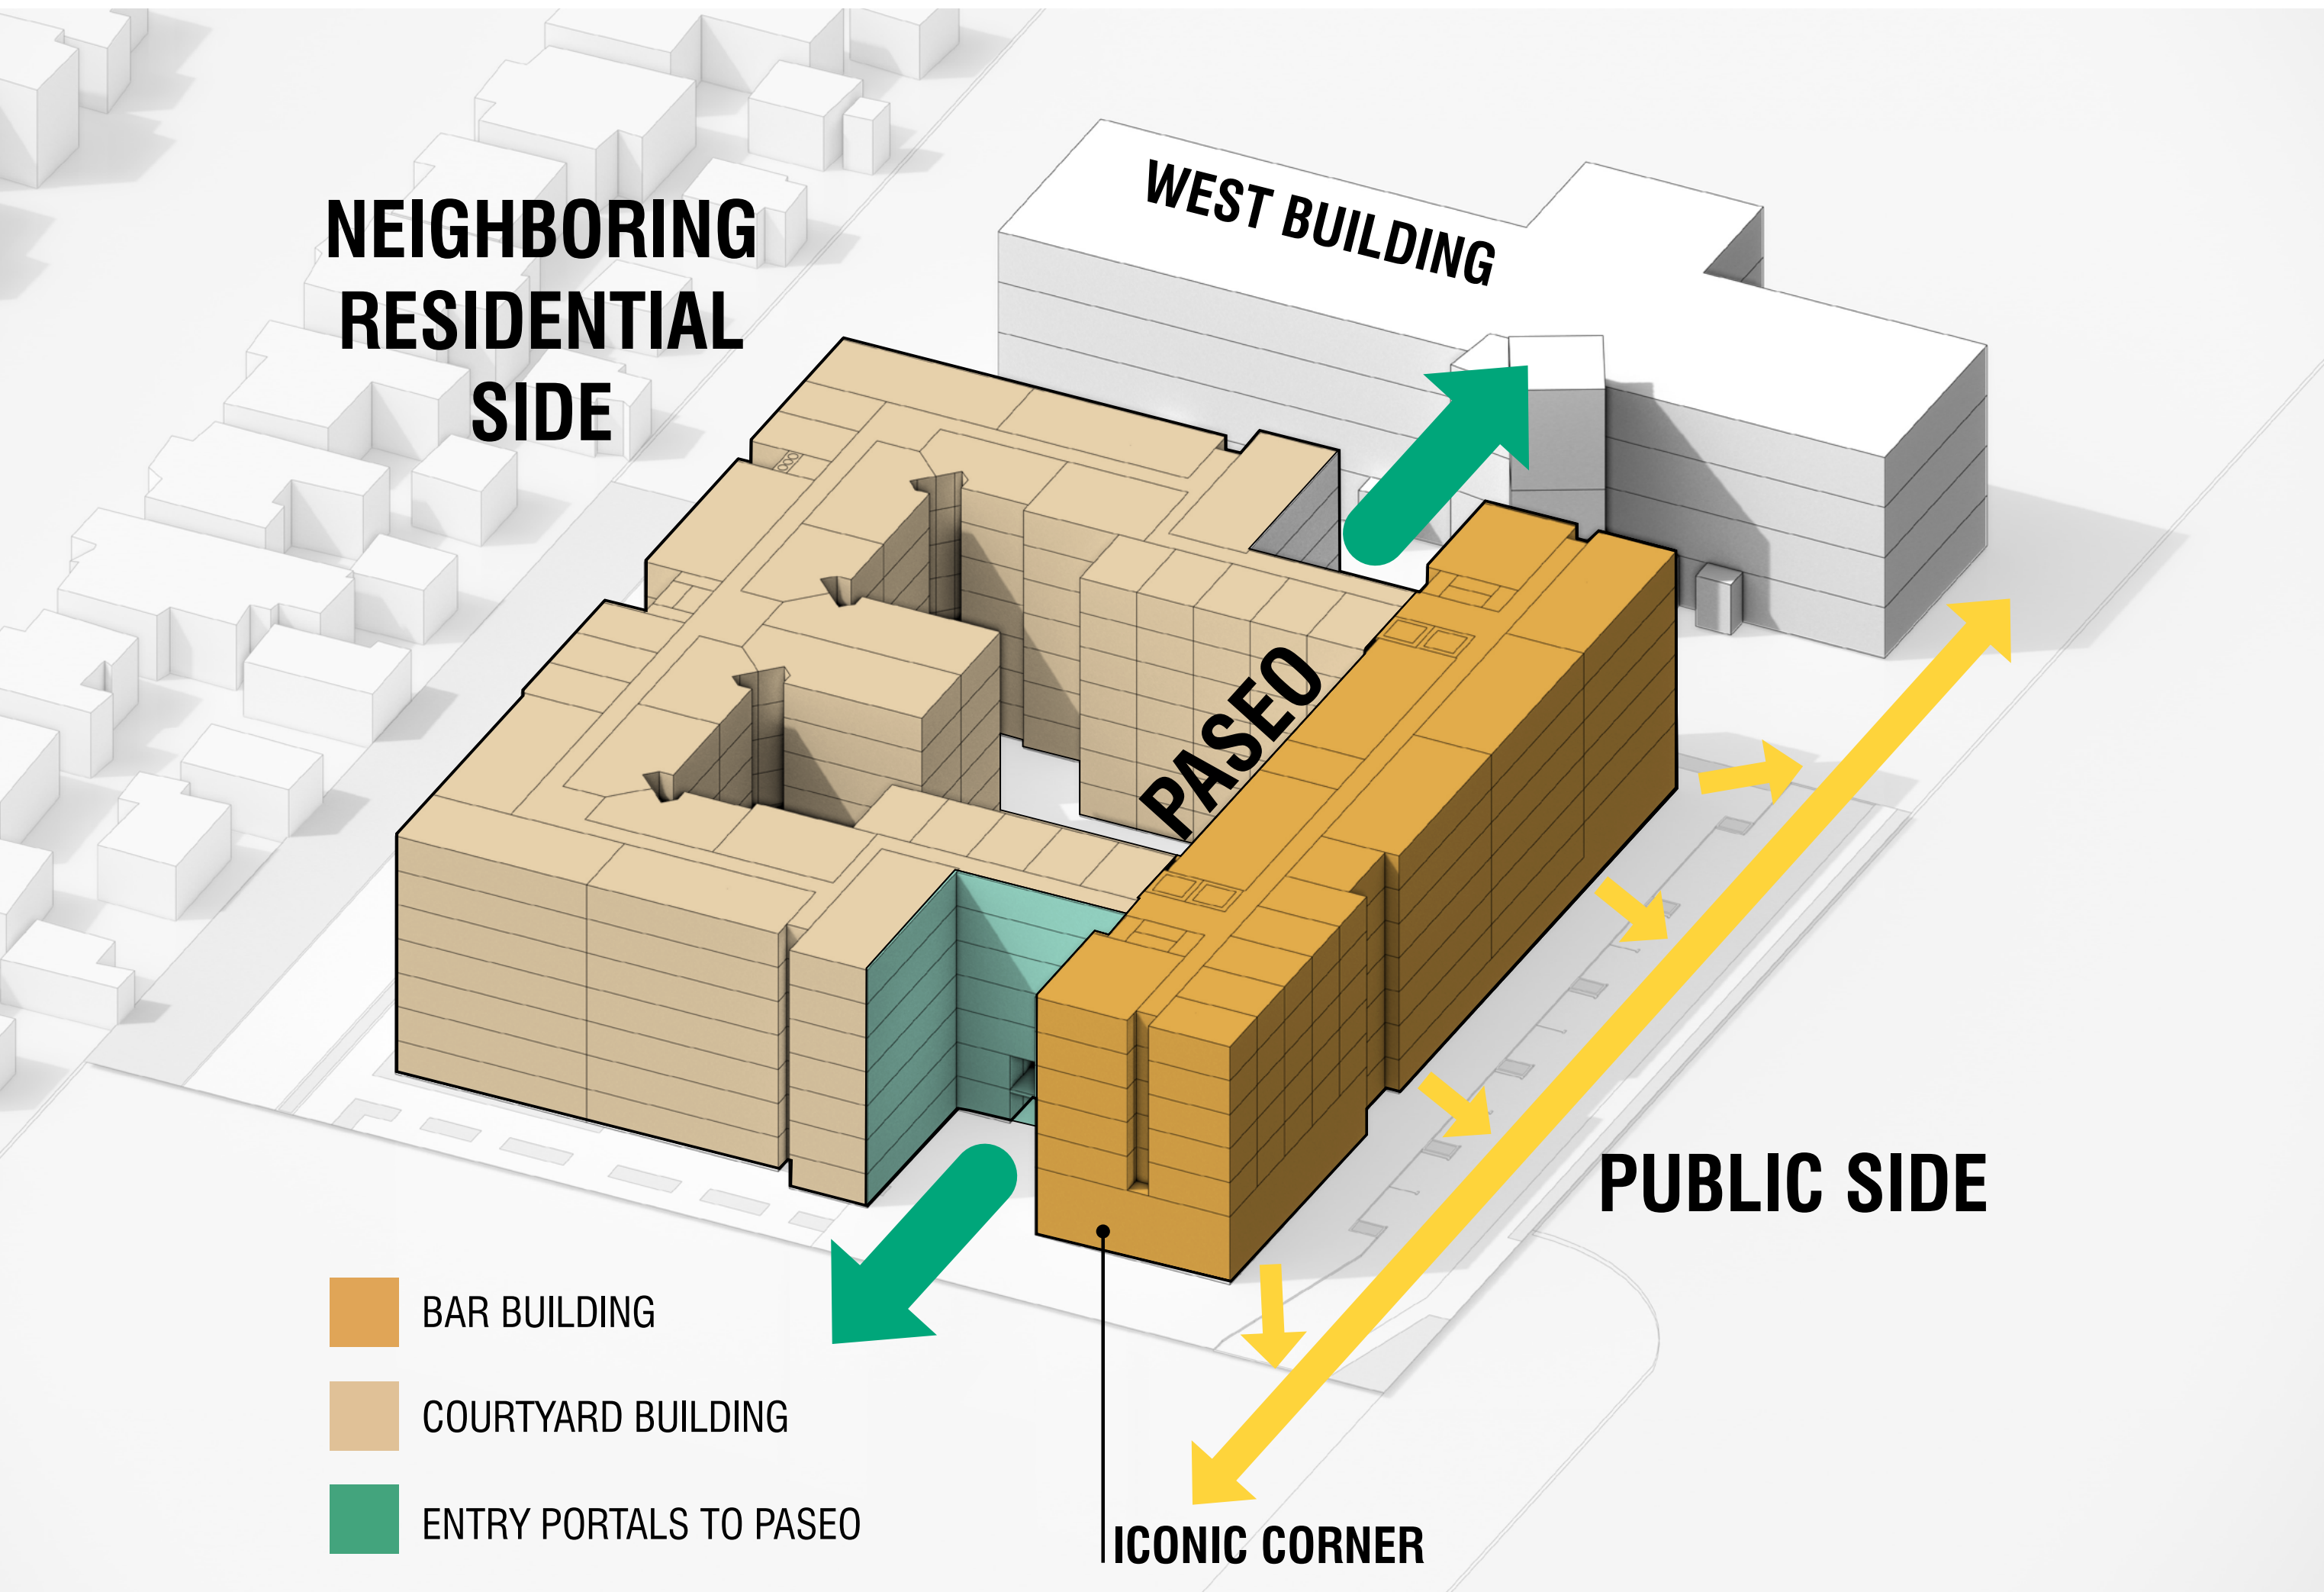 NEIGHBORING
RESIDENTIAL
SIDE
WEST BUILDING
PASEO
PUBLIC SIDE
BAR BUILDING
COURTYARD BUILDING
ENTRY PORTALS TO PASEO
ICONIC CORNER